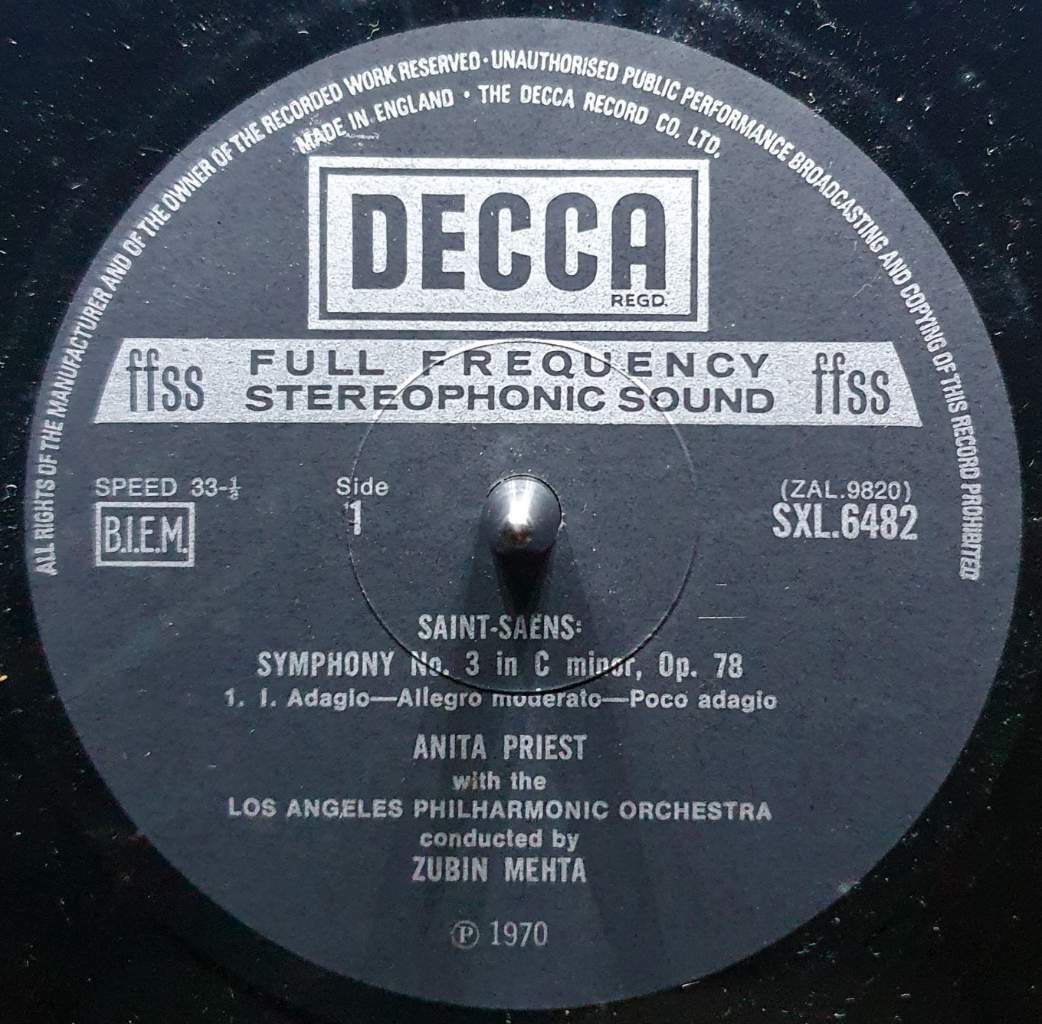 ALL RIGHTS OF THE MANUFACTURER AND OF THE OWNER OF THE RECORDED WORK RESERVED · UNAUTHORISED PUBLIC PERFORMANCE BROADCASTING AND COPYING OF THIS RECORD PROHIBITED
MADE IN ENGLAND · THE DECCA RECORD CO. LTD.
DECCA
REGD.
ffss FULL FREQUENCY ffss
STEREOPHONIC SOUND
SPEED 33-⅓ Side (ZAL.9820)
B.I.E.M. 1 SXL.6482
SAINT-SAËNS:
SYMPHONY No. 3 in C minor, Op. 78
1. I. Adagio—Allegro moderato—Poco adagio
ANITA PRIEST
with the
LOS ANGELES PHILHARMONIC ORCHESTRA
conducted by
ZUBIN MEHTA
Ⓟ 1970